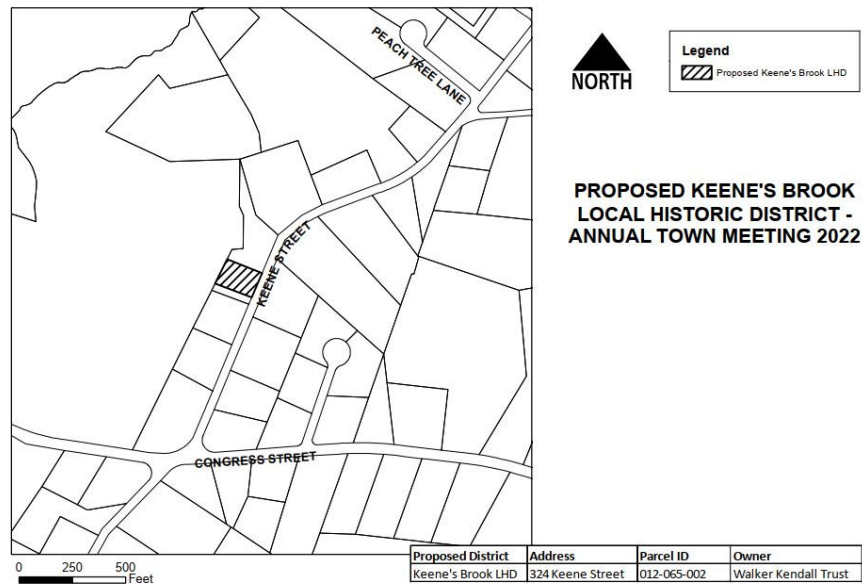 PEACH TREE LANE
KEENE STREET
CONGRESS STREET
NORTH
Legend
Proposed Keene's Brook LHD
PROPOSED KEENE'S BROOK
LOCAL HISTORIC DISTRICT -
ANNUAL TOWN MEETING 2022
0 250 500
Feet
Proposed District Address Parcel ID Owner
Keene's Brook LHD 324 Keene Street 012-065-002 Walker Kendall Trust